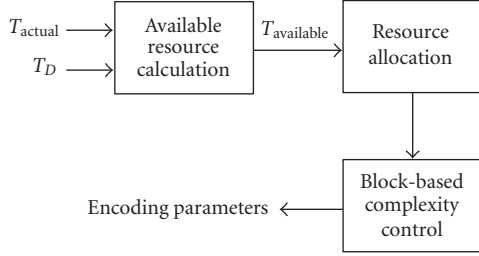 T_actual
T_D
Available
resource
calculation
T_available
Resource
allocation
Block-based
complexity
control
Encoding parameters